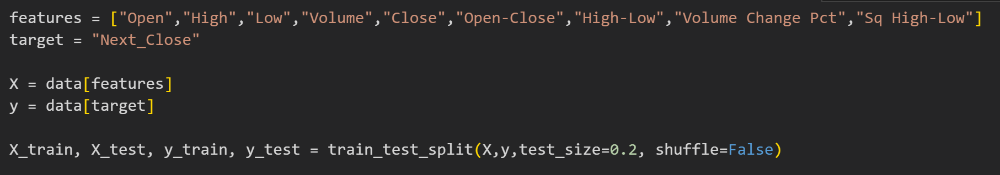 features = ["Open","High","Low","Volume","Close","Open-Close","High-Low","Volume Change Pct","Sq High-Low"]
target = "Next_Close"
X = data[features]
y = data[target]
X_train, X_test, y_train, y_test = train_test_split(X,y,test_size=0.2, shuffle=False)